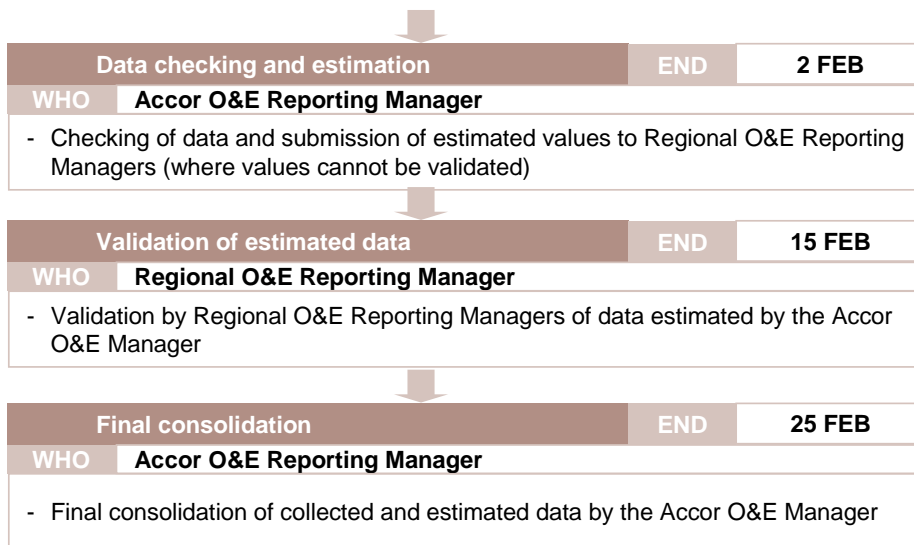 Data checking and estimation END 2 FEB
WHO Accor O&E Reporting Manager
- Checking of data and submission of estimated values to Regional O&E Reporting
Managers (where values cannot be validated)
Validation of estimated data END 15 FEB
WHO Regional O&E Reporting Manager
- Validation by Regional O&E Reporting Managers of data estimated by the Accor
O&E Manager
Final consolidation END 25 FEB
WHO Accor O&E Reporting Manager
- Final consolidation of collected and estimated data by the Accor O&E Manager